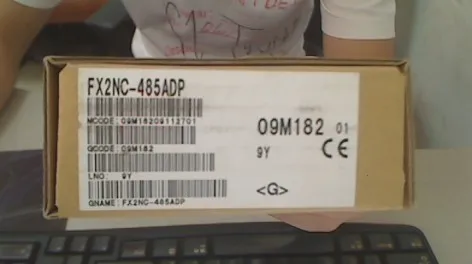 FX2NC-485ADP
MCODE: 09M18209112701
GCODE: 09M182
LNO: 9Y
GNAME: FX2NC-485ADP
09M182 01
9Y CE
<G>